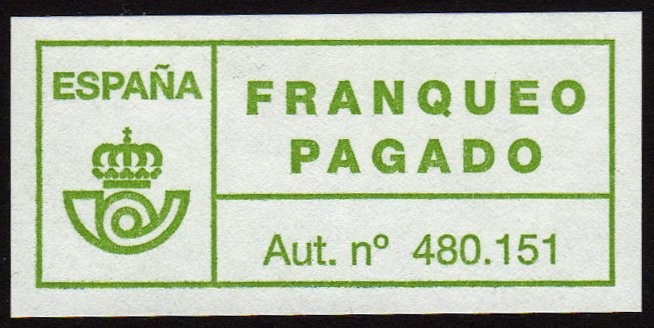 ESPAÑA
FRANQUEO
PAGADO
Aut. nº 480.151